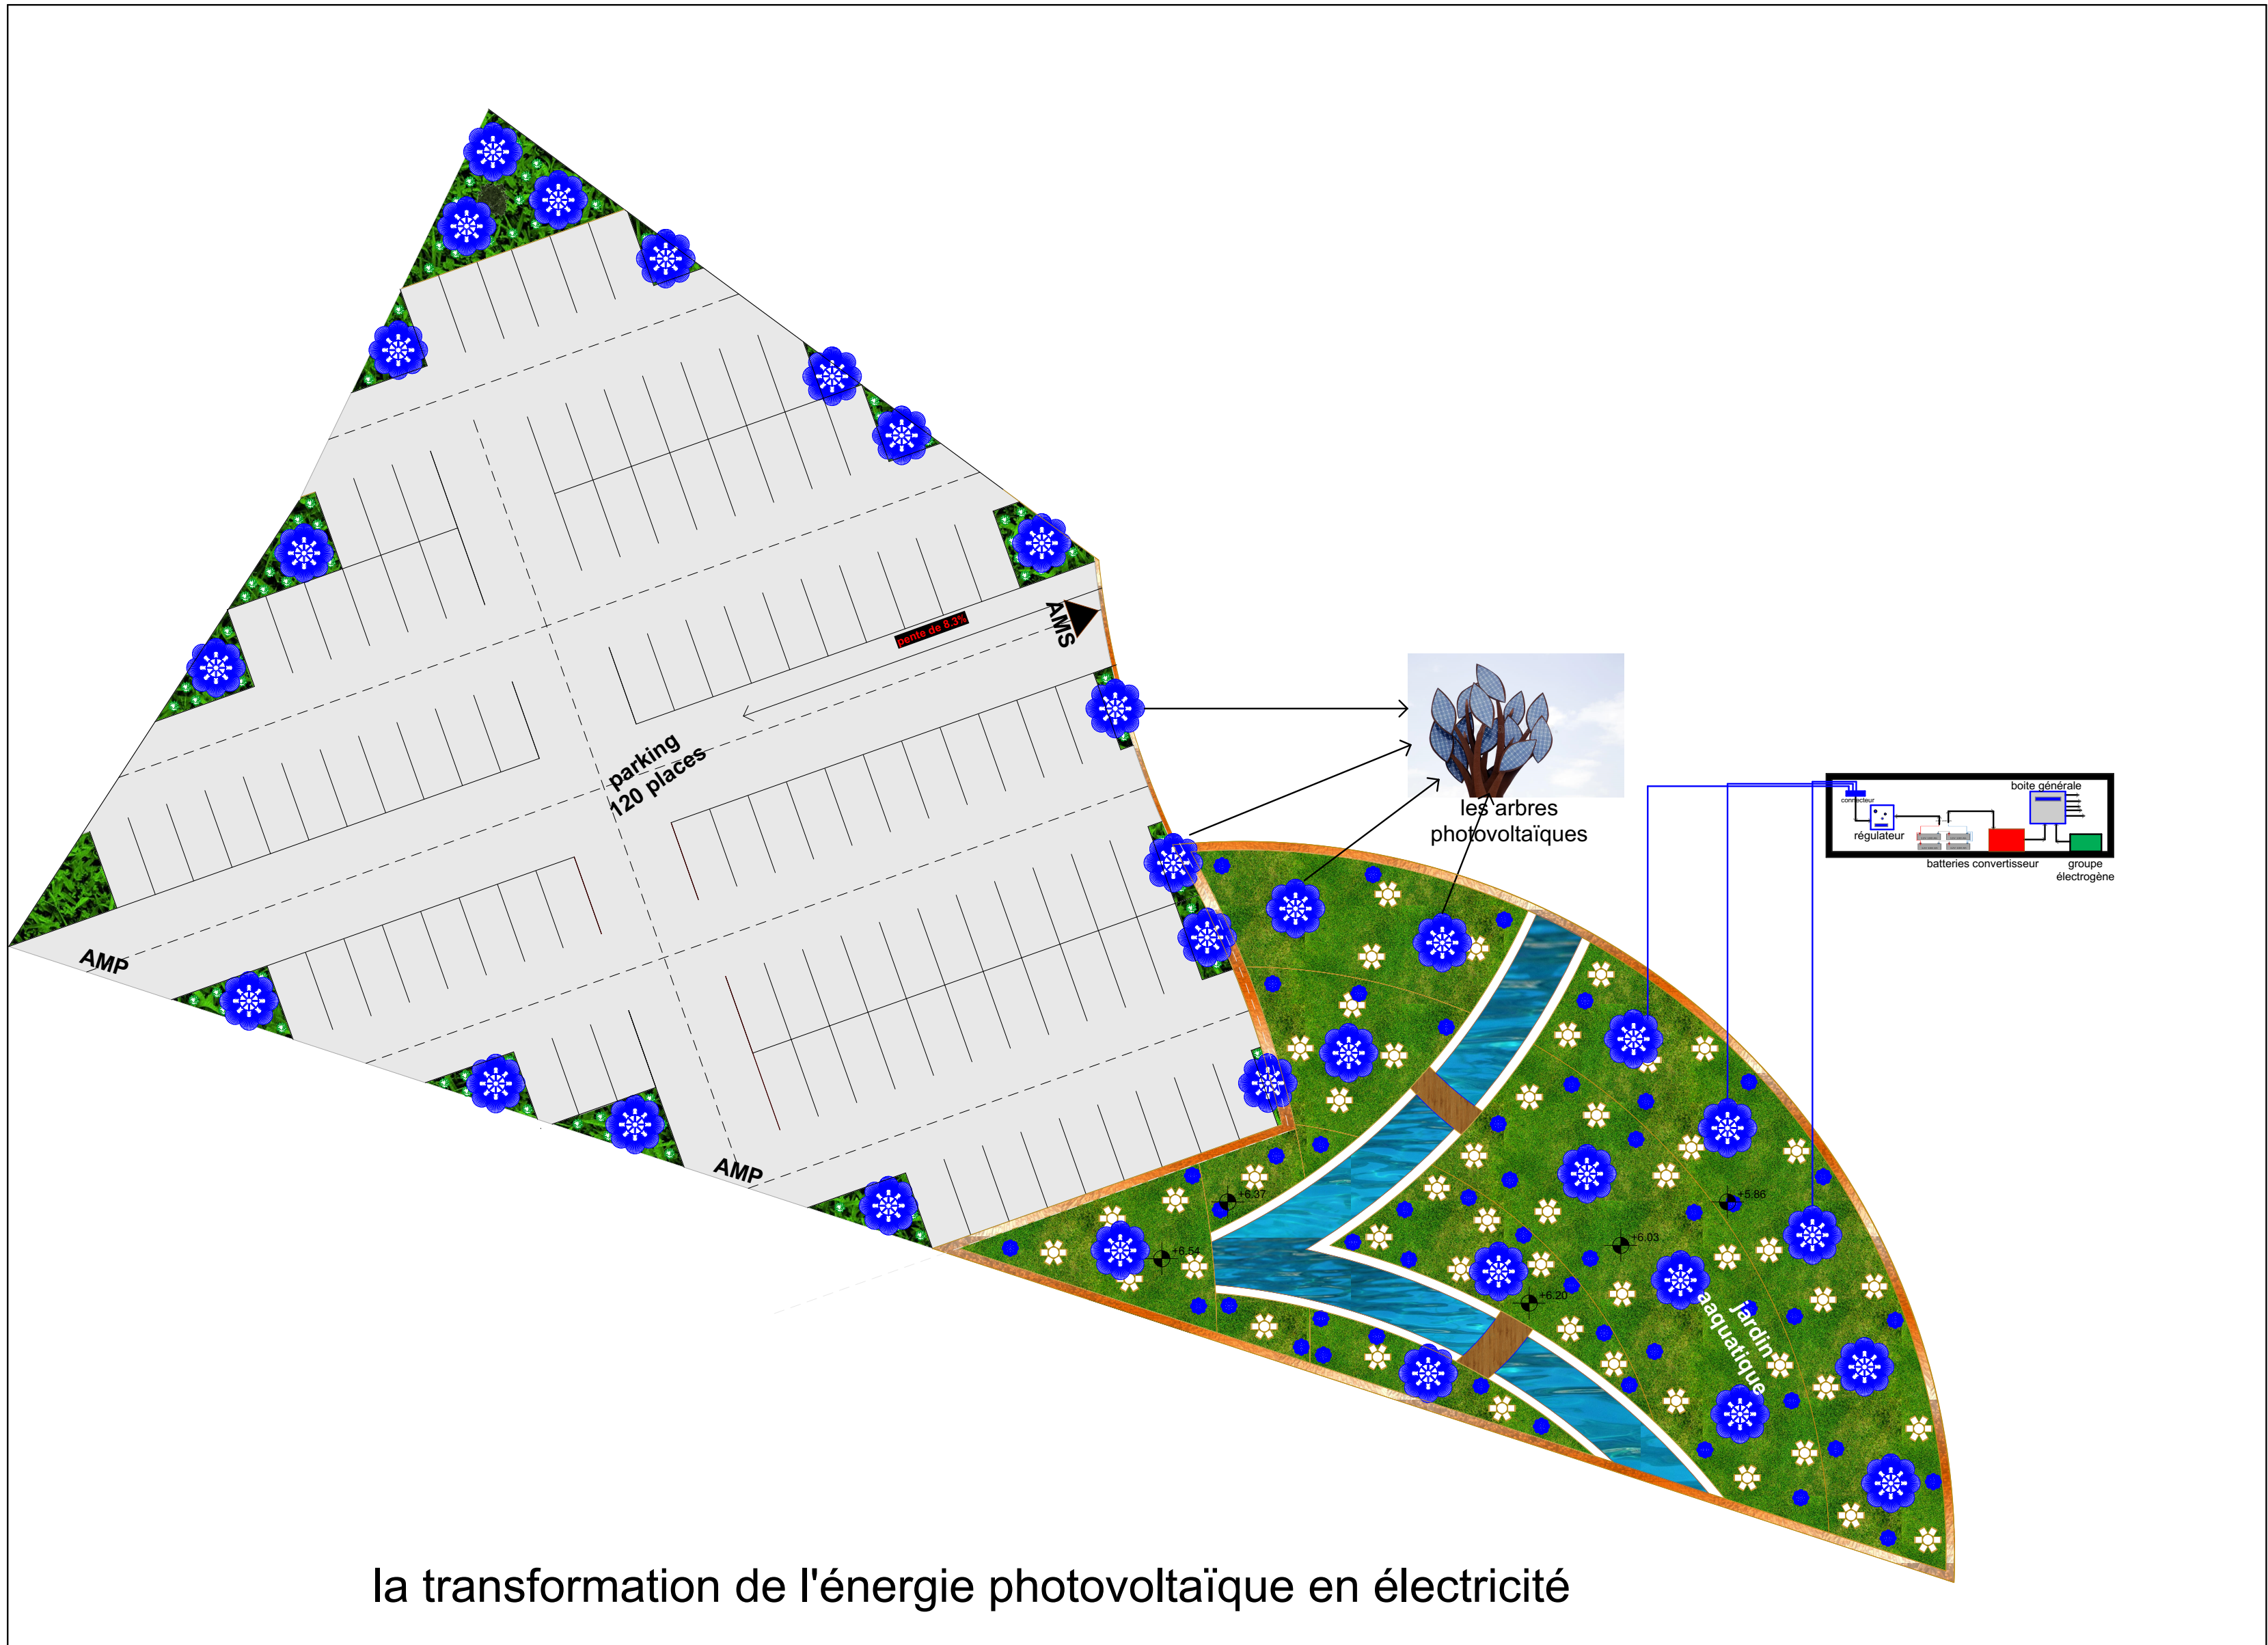 pente de 8.3%
AMS
parking
120 places
les arbres
photovoltaïques
boite générale
connecteur
régulateur
batteries convertisseur
groupe
électrogène
AMP
AMP
+6.37
+5.86
+6.54
+6.03
+6.20
jardin
aaquatique
la transformation de l'énergie photovoltaïque en électricité